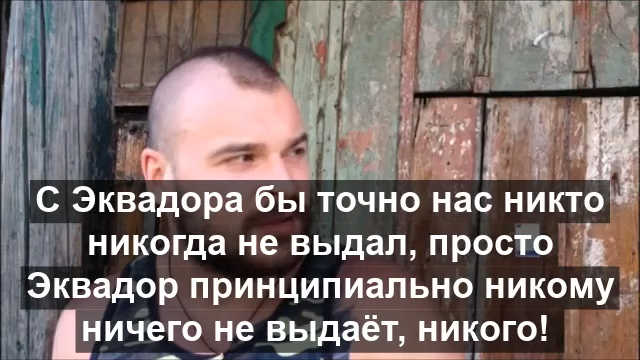 С Эквадора бы точно нас никто
никогда не выдал, просто
Эквадор принципиально никому
ничего не выдаёт, никого!